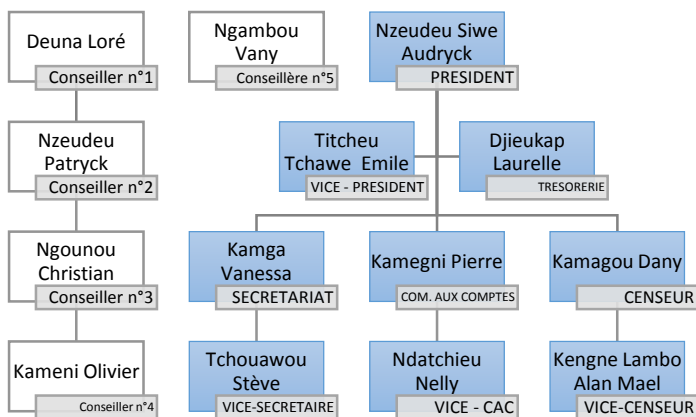 Deuna Loré
Conseiller n°1
Ngambou
Vany
Conseillère n°5
Nzeudeu Siwe
Audryck
PRESIDENT
Nzeudeu
Patryck
Conseiller n°2
Titcheu
Tchawe Emile
VICE - PRESIDENT
Djieukap
Laurelle
TRESORERIE
Ngounou
Christian
Conseiller n°3
Kamga
Vanessa
SECRETARIAT
Kamegni Pierre
COM. AUX COMPTES
Kamagou Dany
CENSEUR
Kameni Olivier
Conseiller n°4
Tchouawou
Stève
VICE-SECRETAIRE
Ndatchieu
Nelly
VICE - CAC
Kengne Lambo
Alan Mael
VICE-CENSEUR